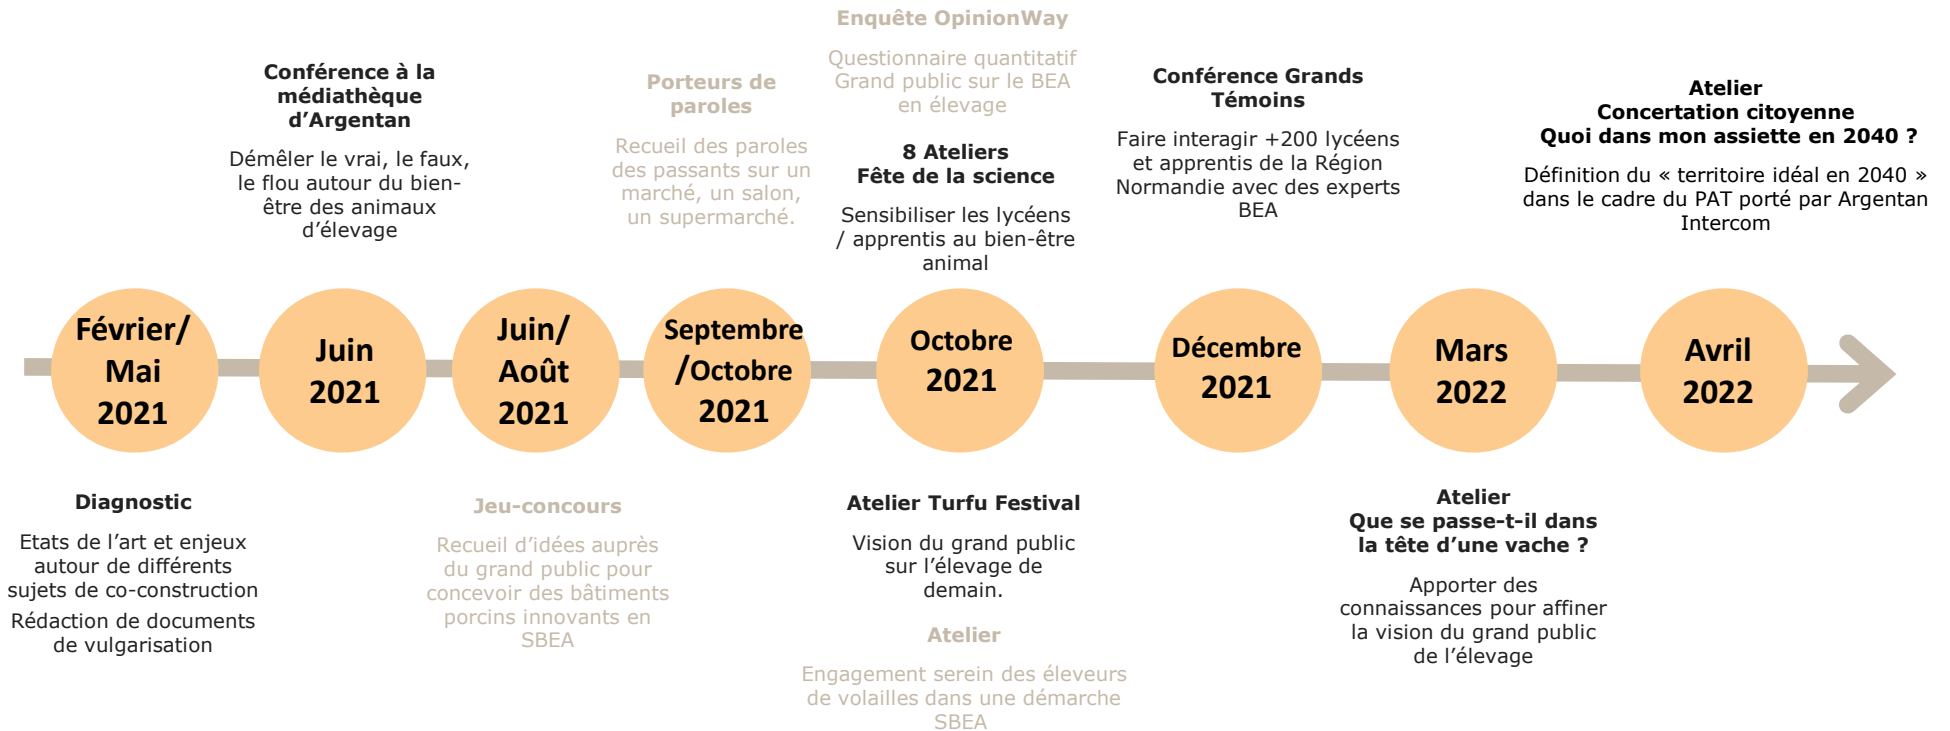 Enquête OpinionWay
Questionnaire quantitatif
Grand public sur le BEA
en élevage
Conférence à la
médiathèque
d’Argentan
Démêler le vrai, le faux,
le flou autour du bien-
être des animaux
d’élevage
Porteurs de
paroles
Recueil des paroles
des passants sur un
marché, un salon,
un supermarché.
8 Ateliers
Fête de la science
Sensibiliser les lycéens
/ apprentis au bien-être
animal
Conférence Grands
Témoins
Faire interagir +200 lycéens
et apprentis de la Région
Normandie avec des experts
BEA
Atelier
Concertation citoyenne
Quoi dans mon assiette en 2040 ?
Définition du « territoire idéal en 2040 »
dans le cadre du PAT porté par Argentan
Intercom
Février/
Mai
2021
Juin
2021
Juin/
Août
2021
Septembre
/Octobre
2021
Octobre
2021
Décembre
2021
Mars
2022
Avril
2022
Diagnostic
Etats de l’art et enjeux
autour de différents
sujets de co-construction
Rédaction de documents
de vulgarisation
Jeu-concours
Recueil d’idées auprès
du grand public pour
concevoir des bâtiments
porcins innovants en
SBEA
Atelier Turfu Festival
Vision du grand public
sur l’élevage de
demain.
Atelier
Engagement serein des éleveurs
de volailles dans une démarche
SBEA
Atelier
Que se passe-t-il dans
la tête d’une vache ?
Apporter des
connaissances pour affiner
la vision du grand public
de l’élevage